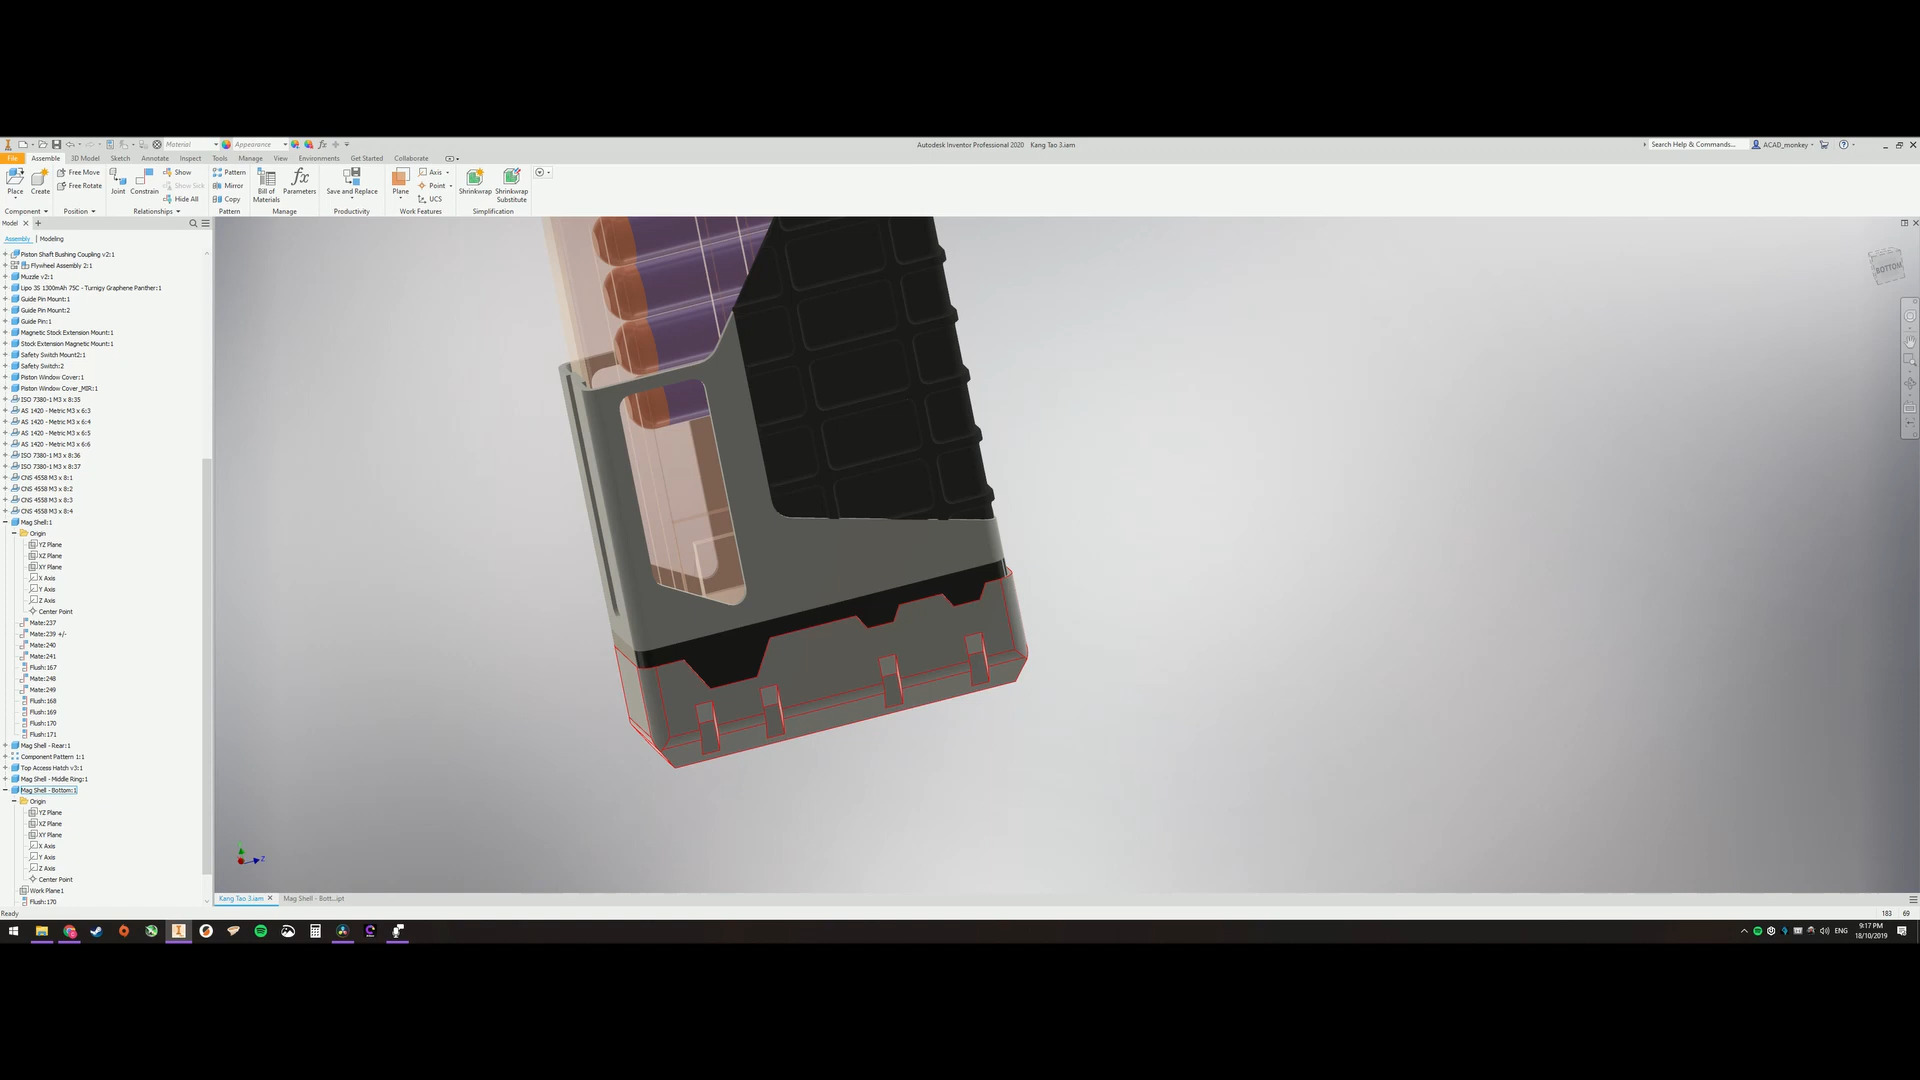 Material
Appearance
Autodesk Inventor Professional 2020 Kang Tao 3.iam
Search Help & Commands...
ACAD_monkey
File
Assemble
3D Model
Sketch
Annotate
Inspect
Tools
Manage
View
Environments
Get Started
Collaborate
Place
Create
Free Move
Free Rotate
Joint
Constrain
Show
Show Sick
Hide All
Pattern
Mirror
Copy
Bill of
Materials
Parameters
Save and Replace
Plane
Axis
Point
UCS
Shrinkwrap
Shrinkwrap
Substitute
Component
Position
Relationships
Pattern
Manage
Productivity
Work Features
Simplification
Model
Assembly
Modeling
Piston Shaft Bushing Coupling v2:1
Flywheel Assembly 2:1
Muzzle v2:1
Lipo 3S 1300mAh 75C - Turnigy Graphene Panther:1
Guide Pin Mount:1
Guide Pin Mount:2
Guide Pin:1
Magnetic Stock Extension Mount:1
Stock Extension Magnetic Mount:1
Safety Switch Mount2:1
Safety Switch:2
Piston Window Cover:1
Piston Window Cover_MIR:1
ISO 7380-1 M3 x 8:35
AS 1420 - Metric M3 x 6:3
AS 1420 - Metric M3 x 6:4
AS 1420 - Metric M3 x 6:5
AS 1420 - Metric M3 x 6:6
ISO 7380-1 M3 x 8:36
ISO 7380-1 M3 x 8:37
CNS 4558 M3 x 8:1
CNS 4558 M3 x 8:2
CNS 4558 M3 x 8:3
CNS 4558 M3 x 8:4
Mag Shell:1
Origin
YZ Plane
XZ Plane
XY Plane
X Axis
Y Axis
Z Axis
Center Point
Mate:237
Mate:239 +/-
Mate:240
Mate:241
Flush:167
Mate:248
Mate:249
Flush:168
Flush:169
Flush:170
Flush:171
Mag Shell - Rear:1
Component Pattern 1:1
Top Access Hatch v3:1
Mag Shell - Middle Ring:1
Mag Shell - Bottom:1
Origin
YZ Plane
XZ Plane
XY Plane
X Axis
Y Axis
Z Axis
Center Point
Work Plane1
Flush:170
BOTTOM
Z
Kang Tao 3.iam
Mag Shell - Bott...ipt
Ready
183 69
ENG
9:17 PM
18/10/2019